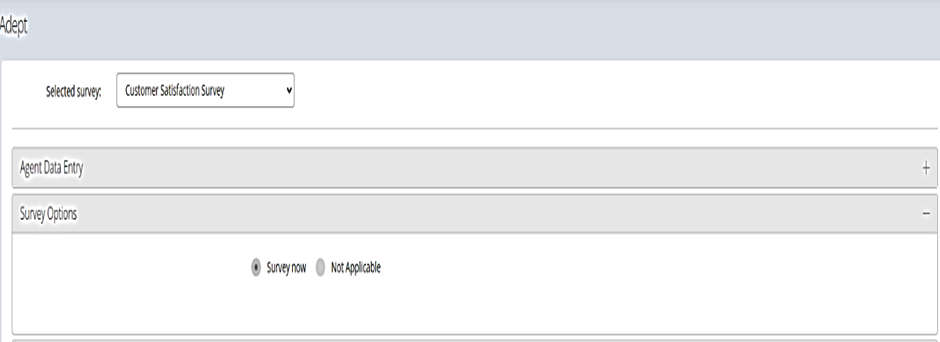 Adept
Selected survey: Customer Satisfaction Survey
Agent Data Entry +
Survey Options −
Survey now Not Applicable